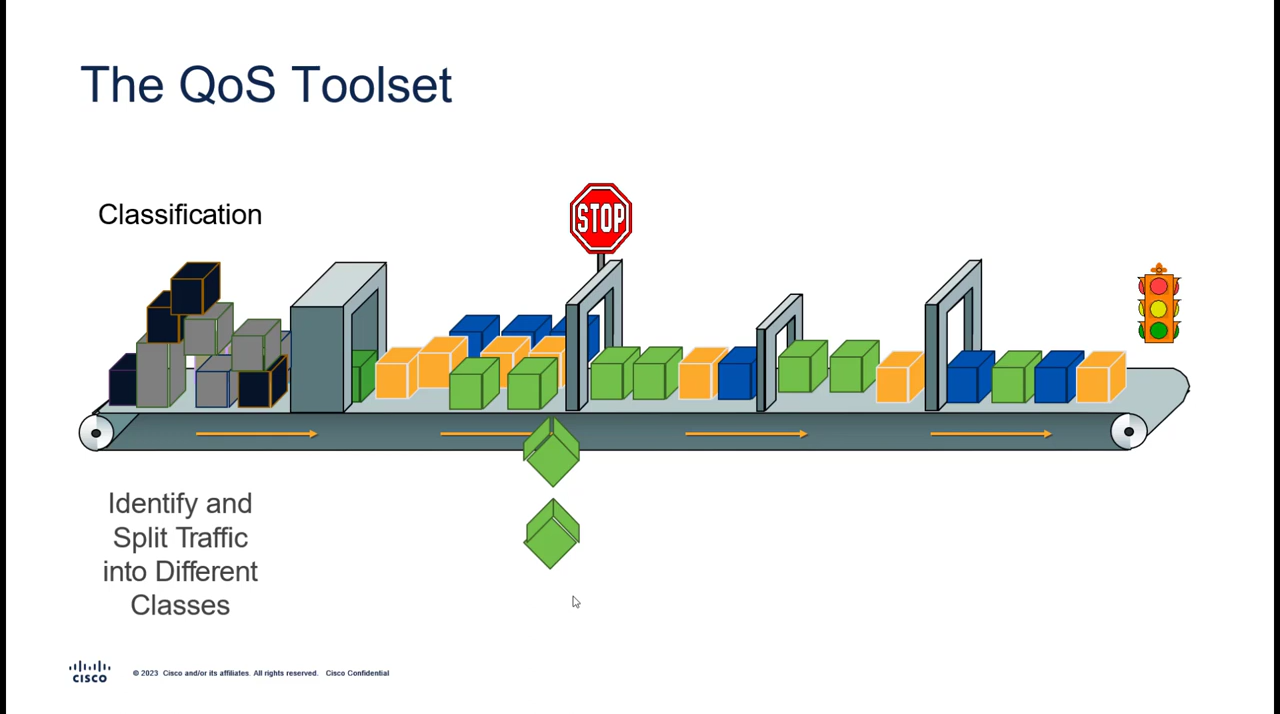 The QoS Toolset
Classification
STOP
Identify and
Split Traffic
into Different
Classes
CISCO
© 2023 Cisco and/or its affiliates. All rights reserved. Cisco Confidential